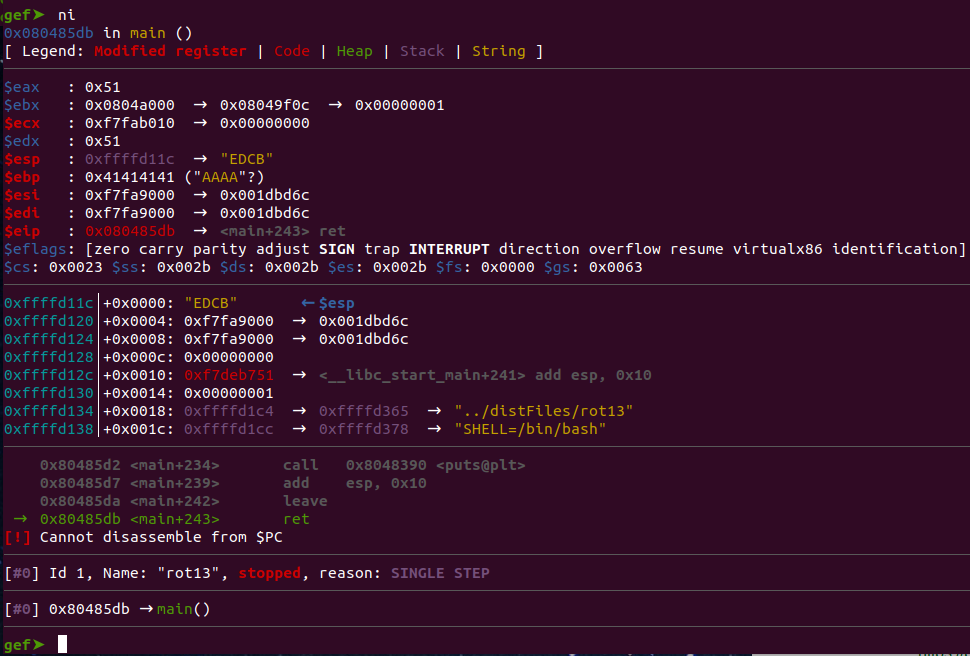 gef➤  ni
0x080485db in main ()
[ Legend: Modified register | Code | Heap | Stack | String ]
$eax   : 0x51
$ebx   : 0x0804a000  →  0x08049f0c  →  0x00000001
$ecx   : 0xf7fab010  →  0x00000000
$edx   : 0x51
$esp   : 0xffffd11c  →  "EDCB"
$ebp   : 0x41414141 ("AAAA"?)
$esi   : 0xf7fa9000  →  0x001dbd6c
$edi   : 0xf7fa9000  →  0x001dbd6c
$eip   : 0x080485db  →  <main+243> ret
$eflags: [zero carry parity adjust SIGN trap INTERRUPT direction overflow resume virtualx86 identification]
$cs: 0x0023 $ss: 0x002b $ds: 0x002b $es: 0x002b $fs: 0x0000 $gs: 0x0063
0xffffd11c│+0x0000: "EDCB"       ← $esp
0xffffd120│+0x0004: 0xf7fa9000  →  0x001dbd6c
0xffffd124│+0x0008: 0xf7fa9000  →  0x001dbd6c
0xffffd128│+0x000c: 0x00000000
0xffffd12c│+0x0010: 0xf7deb751  →  <__libc_start_main+241> add esp, 0x10
0xffffd130│+0x0014: 0x00000001
0xffffd134│+0x0018: 0xffffd1c4  →  0xffffd365  →  "../distFiles/rot13"
0xffffd138│+0x001c: 0xffffd1cc  →  0xffffd378  →  "SHELL=/bin/bash"
0x80485d2 <main+234>       call   0x8048390 <puts@plt>
0x80485d7 <main+239>       add    esp, 0x10
0x80485da <main+242>       leave
→  0x80485db <main+243>       ret
[!] Cannot disassemble from $PC
[#0] Id 1, Name: "rot13", stopped, reason: SINGLE STEP
[#0] 0x80485db → main()
gef➤